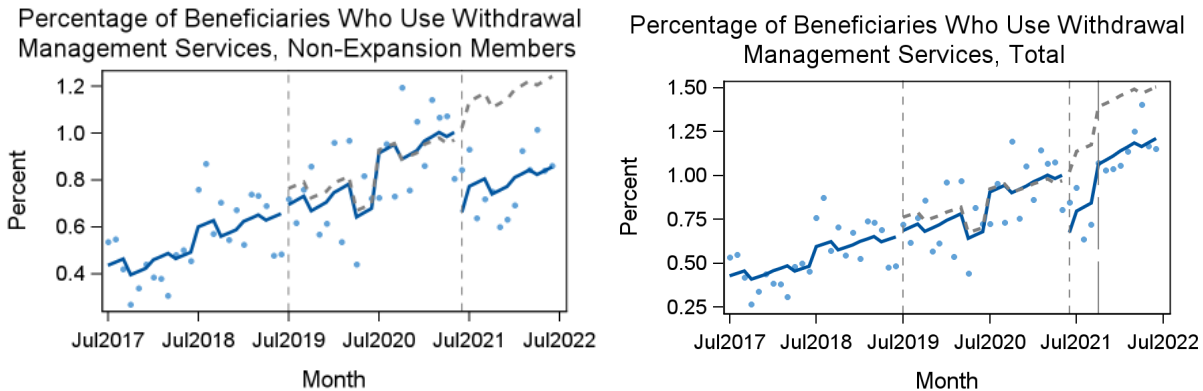 Percentage of Beneficiaries Who Use Withdrawal
Management Services, Non-Expansion Members
1.2
1.0
0.8
0.6
0.4
Percent
Jul2017 Jul2018 Jul2019 Jul2020 Jul2021 Jul2022
Month
Percentage of Beneficiaries Who Use Withdrawal
Management Services, Total
1.50
1.25
1.00
0.75
0.50
0.25
Percent
Jul2017 Jul2018 Jul2019 Jul2020 Jul2021 Jul2022
Month